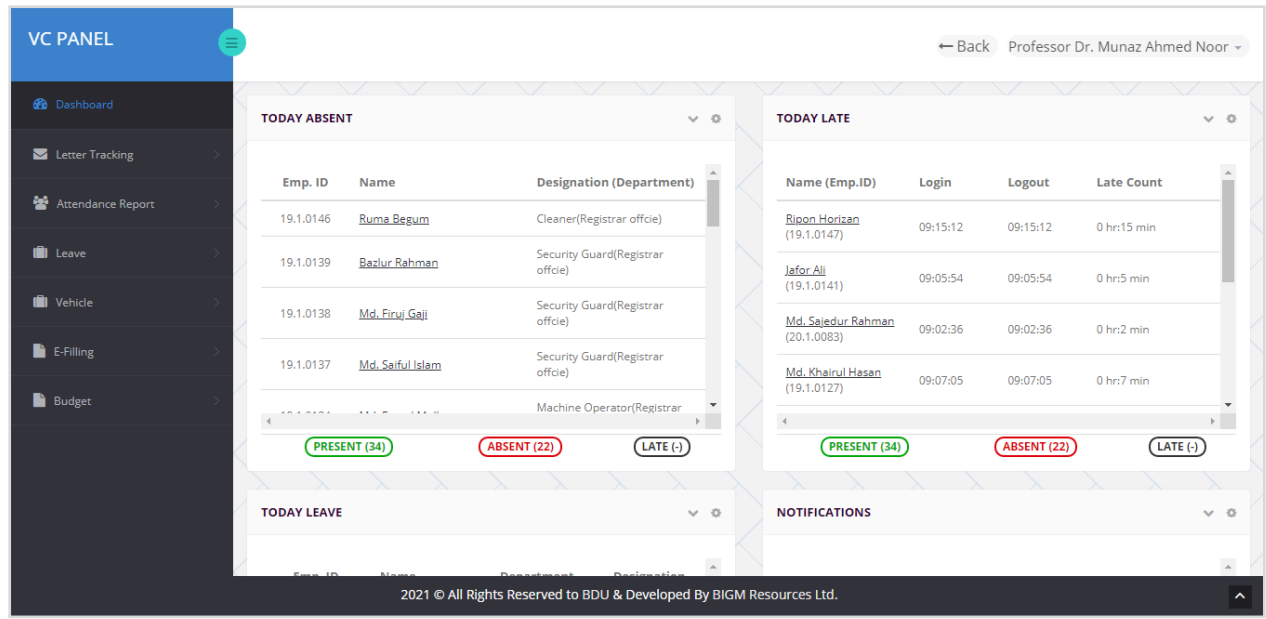 VC PANEL
Back
Professor Dr. Munaz Ahmed Noor
Dashboard
Letter Tracking
Attendance Report
Leave
Vehicle
E-Filling
Budget
TODAY ABSENT
Emp. ID Name Designation (Department)
19.1.0146 Ruma Begum Cleaner(Registrar offcie)
19.1.0139 Bazlur Rahman Security Guard(Registrar
offcie)
19.1.0138 Md. Firuj Gaji Security Guard(Registrar
offcie)
19.1.0137 Md. Saiful Islam Security Guard(Registrar
offcie)
Machine Operator(Registrar
PRESENT (34) ABSENT (22) LATE (-)
TODAY LATE
Name (Emp.ID) Login Logout Late Count
Ripon Horizan
(19.1.0147) 09:15:12 09:15:12 0 hr:15 min
Jafor Ali
(19.1.0141) 09:05:54 09:05:54 0 hr:5 min
Md. Sajedur Rahman
(20.1.0083) 09:02:36 09:02:36 0 hr:2 min
Md. Khairul Hasan
(19.1.0127) 09:07:05 09:07:05 0 hr:7 min
PRESENT (34) ABSENT (22) LATE (-)
TODAY LEAVE
Emp. ID Name Department Designation
NOTIFICATIONS
2021 © All Rights Reserved to BDU & Developed By BIGM Resources Ltd.